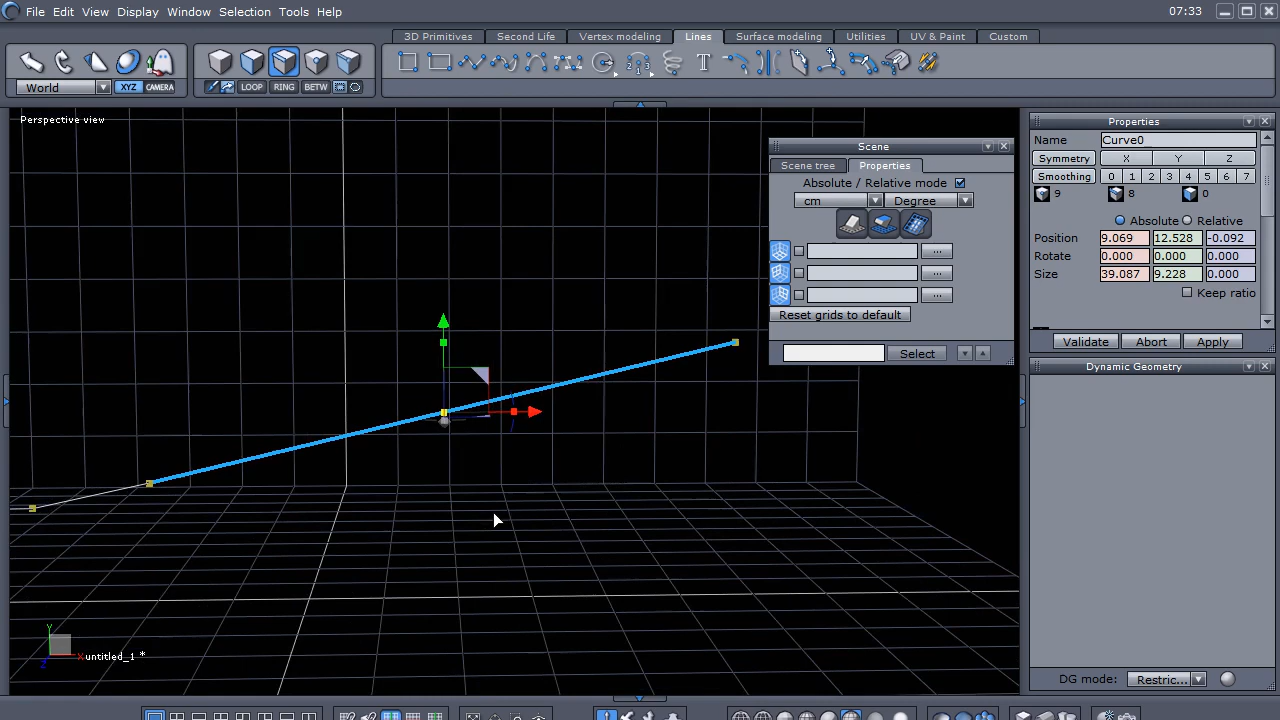 File Edit View Display Window Selection Tools Help
07:33
3D Primitives Second Life Vertex modeling Lines Surface modeling Utilities UV & Paint Custom
World XYZ CAMERA
LOOP RING BETW
1 2 3 T
Perspective view
Scene
Scene tree Properties
Absolute / Relative mode
cm Degree
...
...
...
Reset grids to default
Select
Properties
Name Curve0
Symmetry X Y Z
Smoothing 0 1 2 3 4 5 6 7
9 8 0
Absolute Relative
Position 9.069 12.528 -0.092
Rotate 0.000 0.000 0.000
Size 39.087 9.228 0.000
Keep ratio
Validate Abort Apply
Dynamic Geometry
DG mode: Restric...
Y
X
Z
untitled_1 *